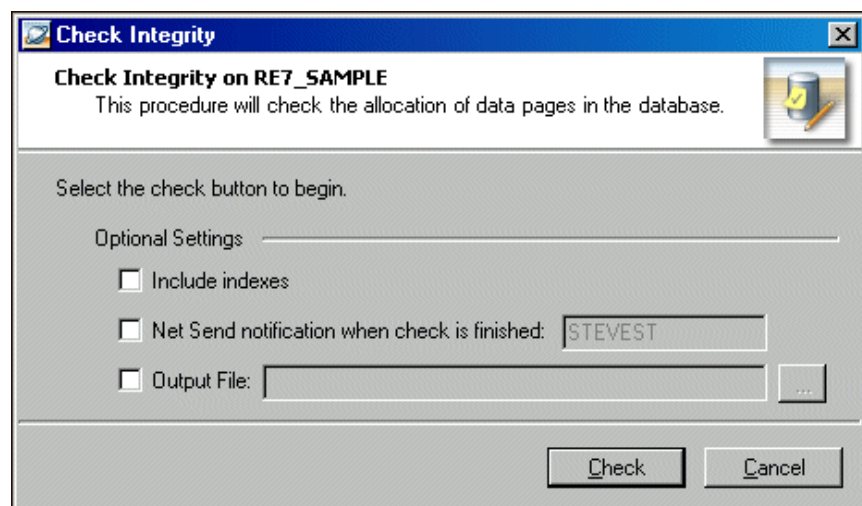 Check Integrity
Check Integrity on RE7_SAMPLE
This procedure will check the allocation of data pages in the database.
Select the check button to begin.
Optional Settings
Include indexes
Net Send notification when check is finished: STEVEST
Output File: ...
Check Cancel